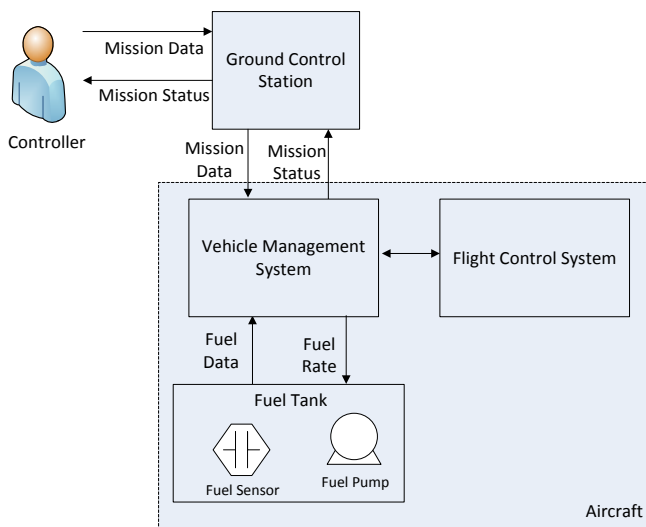 Mission Data
Mission Status
Controller
Ground Control
Station
Mission
Data
Mission
Status
Vehicle Management
System
Flight Control System
Fuel
Data
Fuel
Rate
Fuel Tank
Fuel Sensor
Fuel Pump
Aircraft